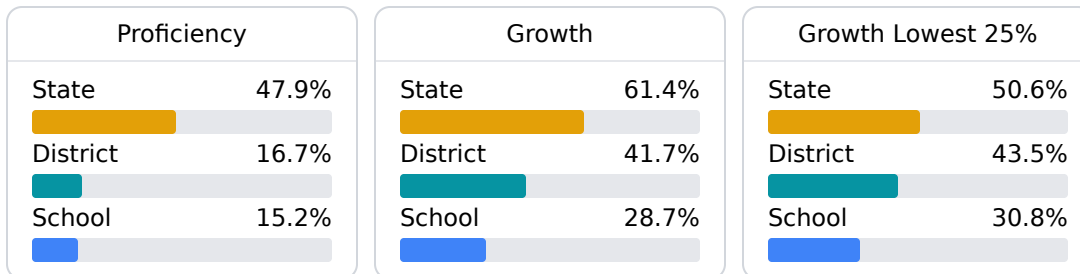 Proficiency
State 47.9%
District 16.7%
School 15.2%
Growth
State 61.4%
District 41.7%
School 28.7%
Growth Lowest 25%
State 50.6%
District 43.5%
School 30.8%